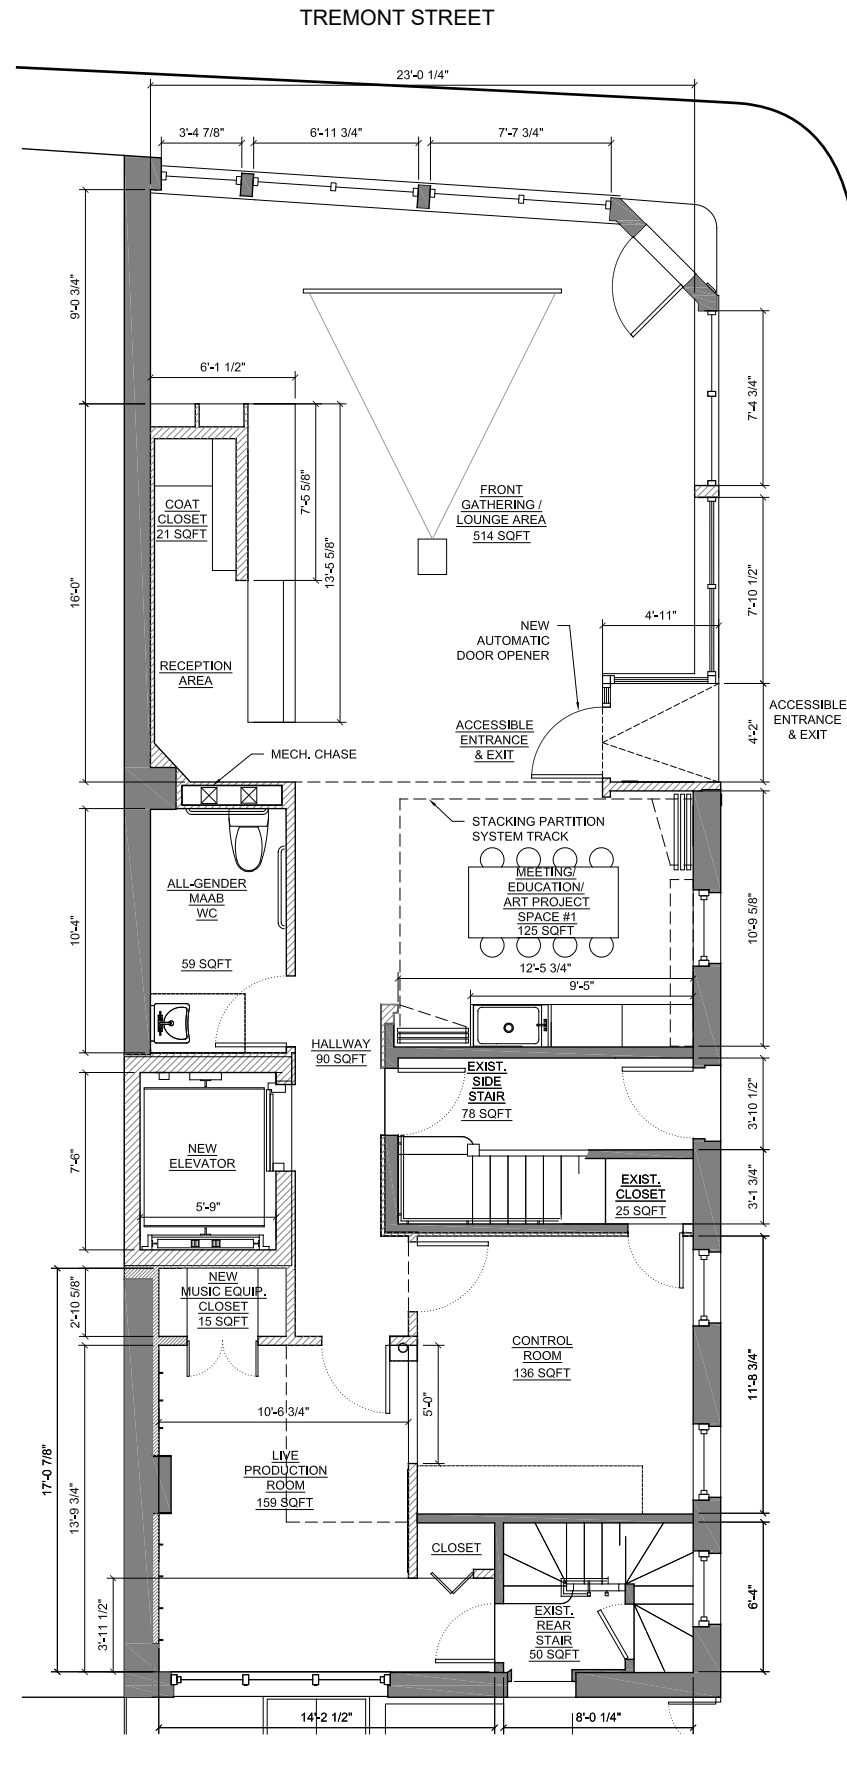 TREMONT STREET
23'-0 1/4"
3'-4 7/8"
6'-11 3/4"
7'-7 3/4"
9'-0 3/4"
6'-1 1/2"
7'-4 3/4"
7'-5 5/8"
13'-5 5/8"
COAT
CLOSET
21 SQFT
FRONT
GATHERING /
LOUNGE AREA
514 SQFT
16'-0"
7'-10 1/2"
NEW
AUTOMATIC
DOOR OPENER
4'-11"
RECEPTION
AREA
ACCESSIBLE
ENTRANCE
& EXIT
4'-2"
ACCESSIBLE
ENTRANCE
& EXIT
MECH. CHASE
STACKING PARTITION
SYSTEM TRACK
ALL-GENDER
MAAB
WC
59 SQFT
10'-4"
MEETING/
EDUCATION/
ART PROJECT
SPACE #1
125 SQFT
10'-9 5/8"
12'-5 3/4"
9'-5"
HALLWAY
90 SQFT
EXIST.
SIDE
STAIR
78 SQFT
3'-10 1/2"
7'-6"
NEW
ELEVATOR
5'-9"
EXIST.
CLOSET
25 SQFT
3'-1 3/4"
2'-10 5/8"
NEW
MUSIC EQUIP.
CLOSET
15 SQFT
CONTROL
ROOM
136 SQFT
11'-8 3/4"
10'-6 3/4"
5'-0"
17'-0 7/8"
13'-9 3/4"
LIVE
PRODUCTION
ROOM
159 SQFT
CLOSET
3'-11 1/2"
EXIST.
REAR
STAIR
50 SQFT
6'-4"
14'-2 1/2"
8'-0 1/4"